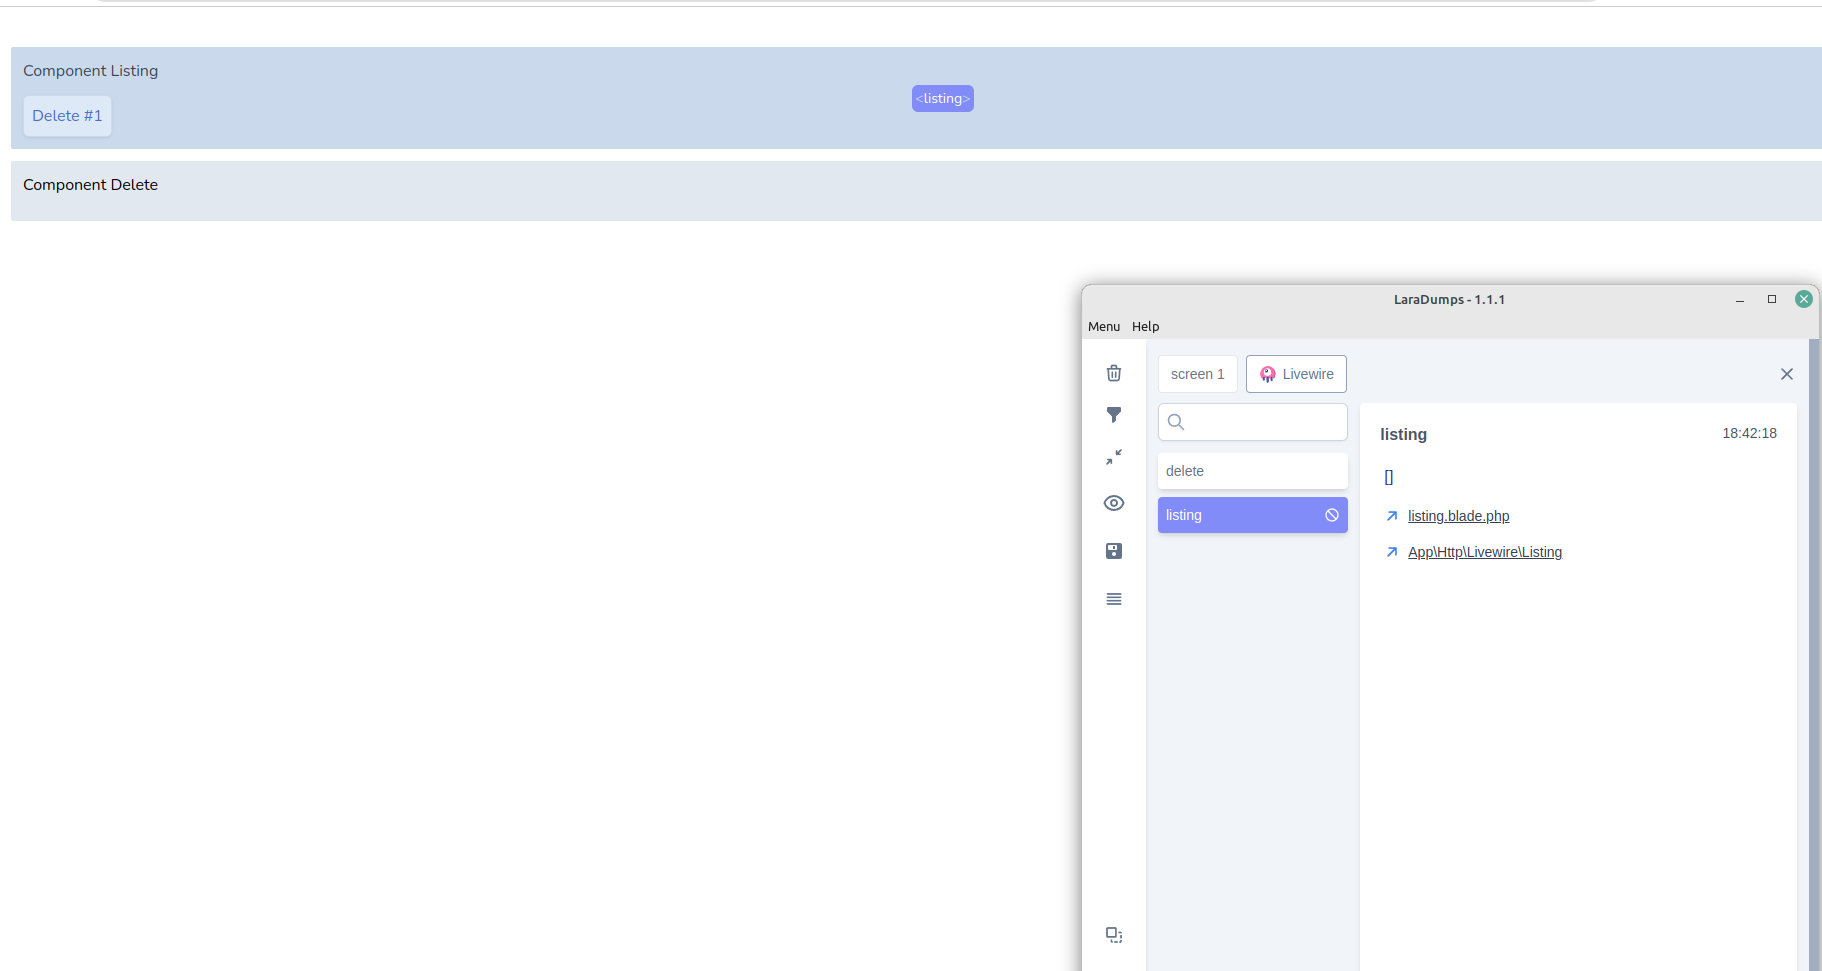 Component Listing
<listing>
Delete #1
Component Delete
LaraDumps - 1.1.1
Menu Help
screen 1 Livewire
delete
listing
listing 18:42:18
[]
listing.blade.php
App\Http\Livewire\Listing